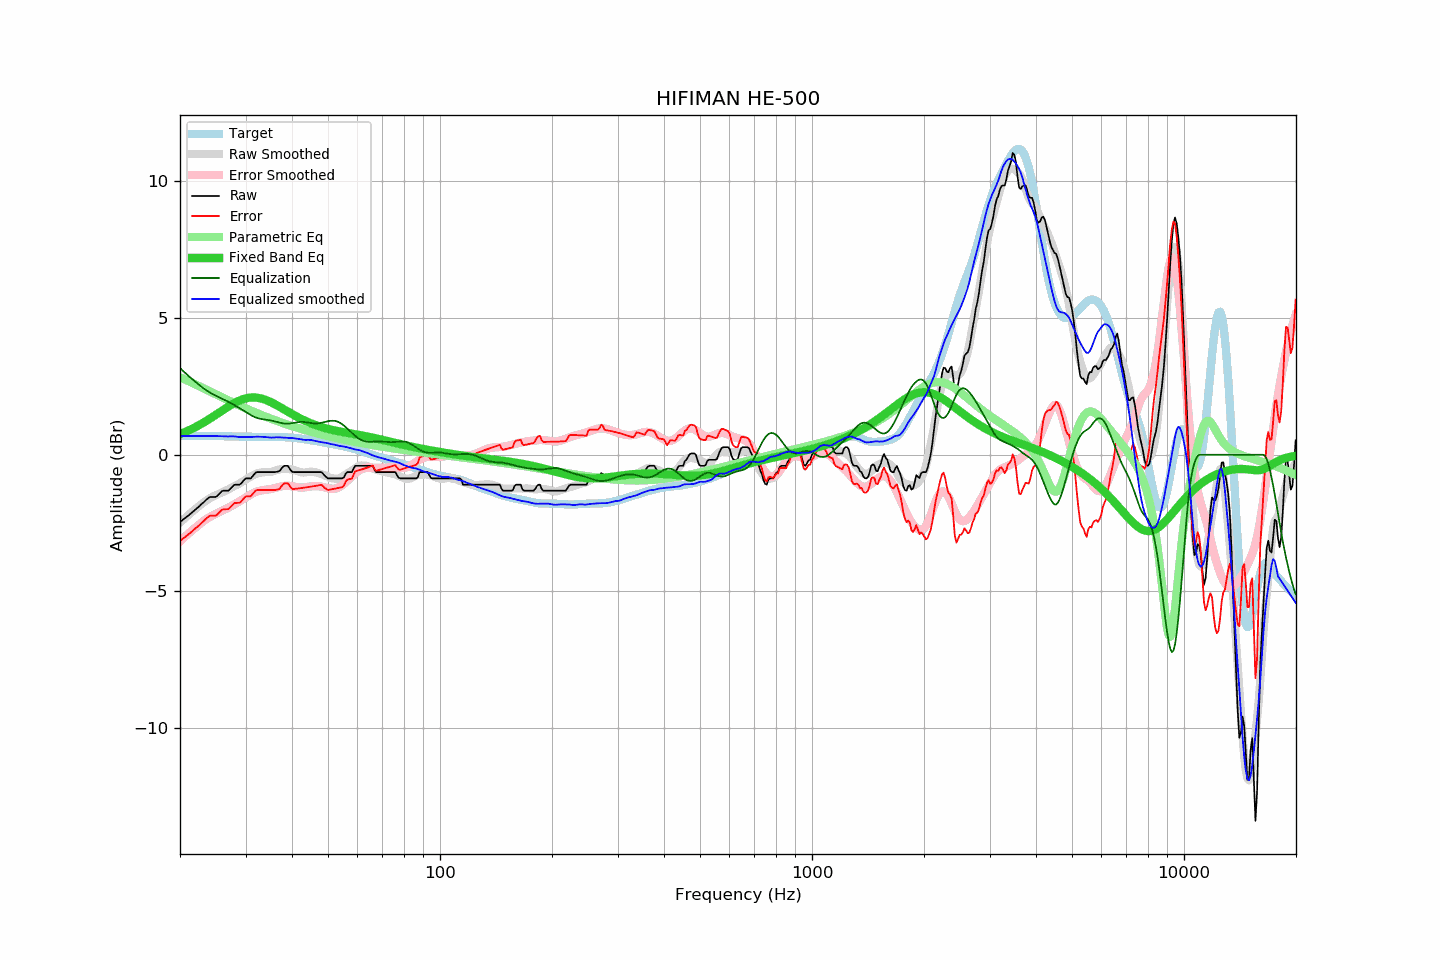 HIFIMAN HE-500
Target
Raw Smoothed
Error Smoothed
Raw
Error
Parametric Eq
Fixed Band Eq
Equalization
Equalized smoothed
10
5
0
−5
−10
Amplitude (dBr)
100
1000
10000
Frequency (Hz)